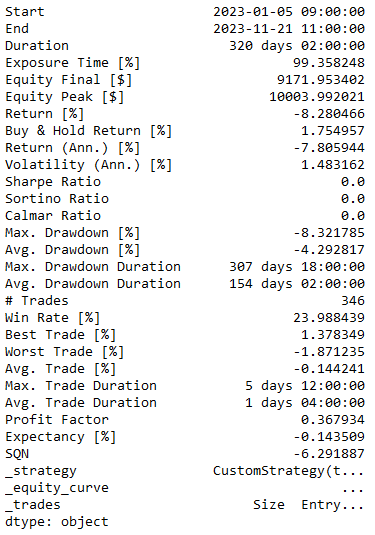 Start 2023-01-05 09:00:00
End 2023-11-21 11:00:00
Duration 320 days 02:00:00
Exposure Time [%] 99.358248
Equity Final [$] 9171.953402
Equity Peak [$] 10003.992021
Return [%] -8.280466
Buy & Hold Return [%] 1.754957
Return (Ann.) [%] -7.805944
Volatility (Ann.) [%] 1.483162
Sharpe Ratio 0.0
Sortino Ratio 0.0
Calmar Ratio 0.0
Max. Drawdown [%] -8.321785
Avg. Drawdown [%] -4.292817
Max. Drawdown Duration 307 days 18:00:00
Avg. Drawdown Duration 154 days 02:00:00
# Trades 346
Win Rate [%] 23.988439
Best Trade [%] 1.378349
Worst Trade [%] -1.871235
Avg. Trade [%] -0.144241
Max. Trade Duration 5 days 12:00:00
Avg. Trade Duration 1 days 04:00:00
Profit Factor 0.367934
Expectancy [%] -0.143509
SQN -6.291887
_strategy CustomStrategy(t...
_equity_curve ...
_trades Size Entry...
dtype: object